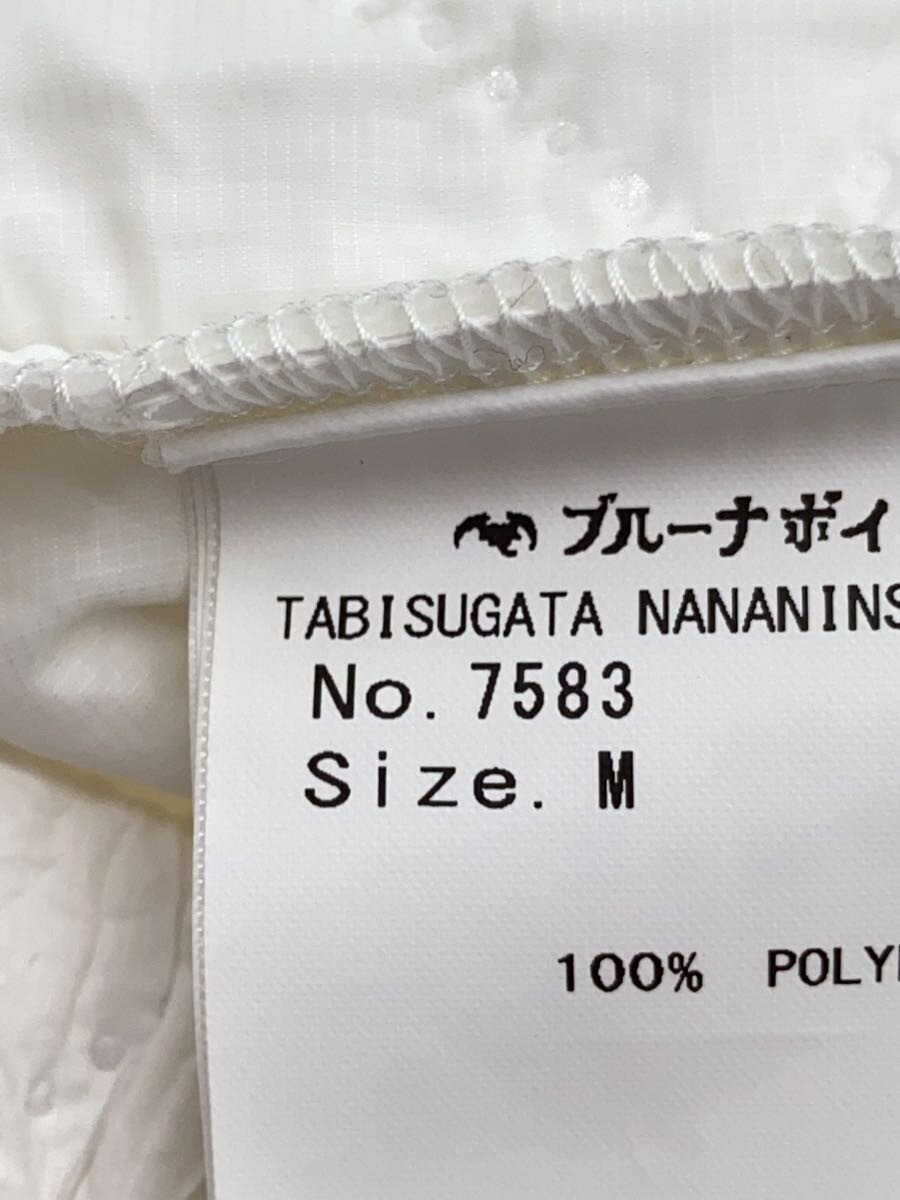 ブルーナボイ
TABISUGATA NANANINS
No. 7583
Size. M
100% POLY